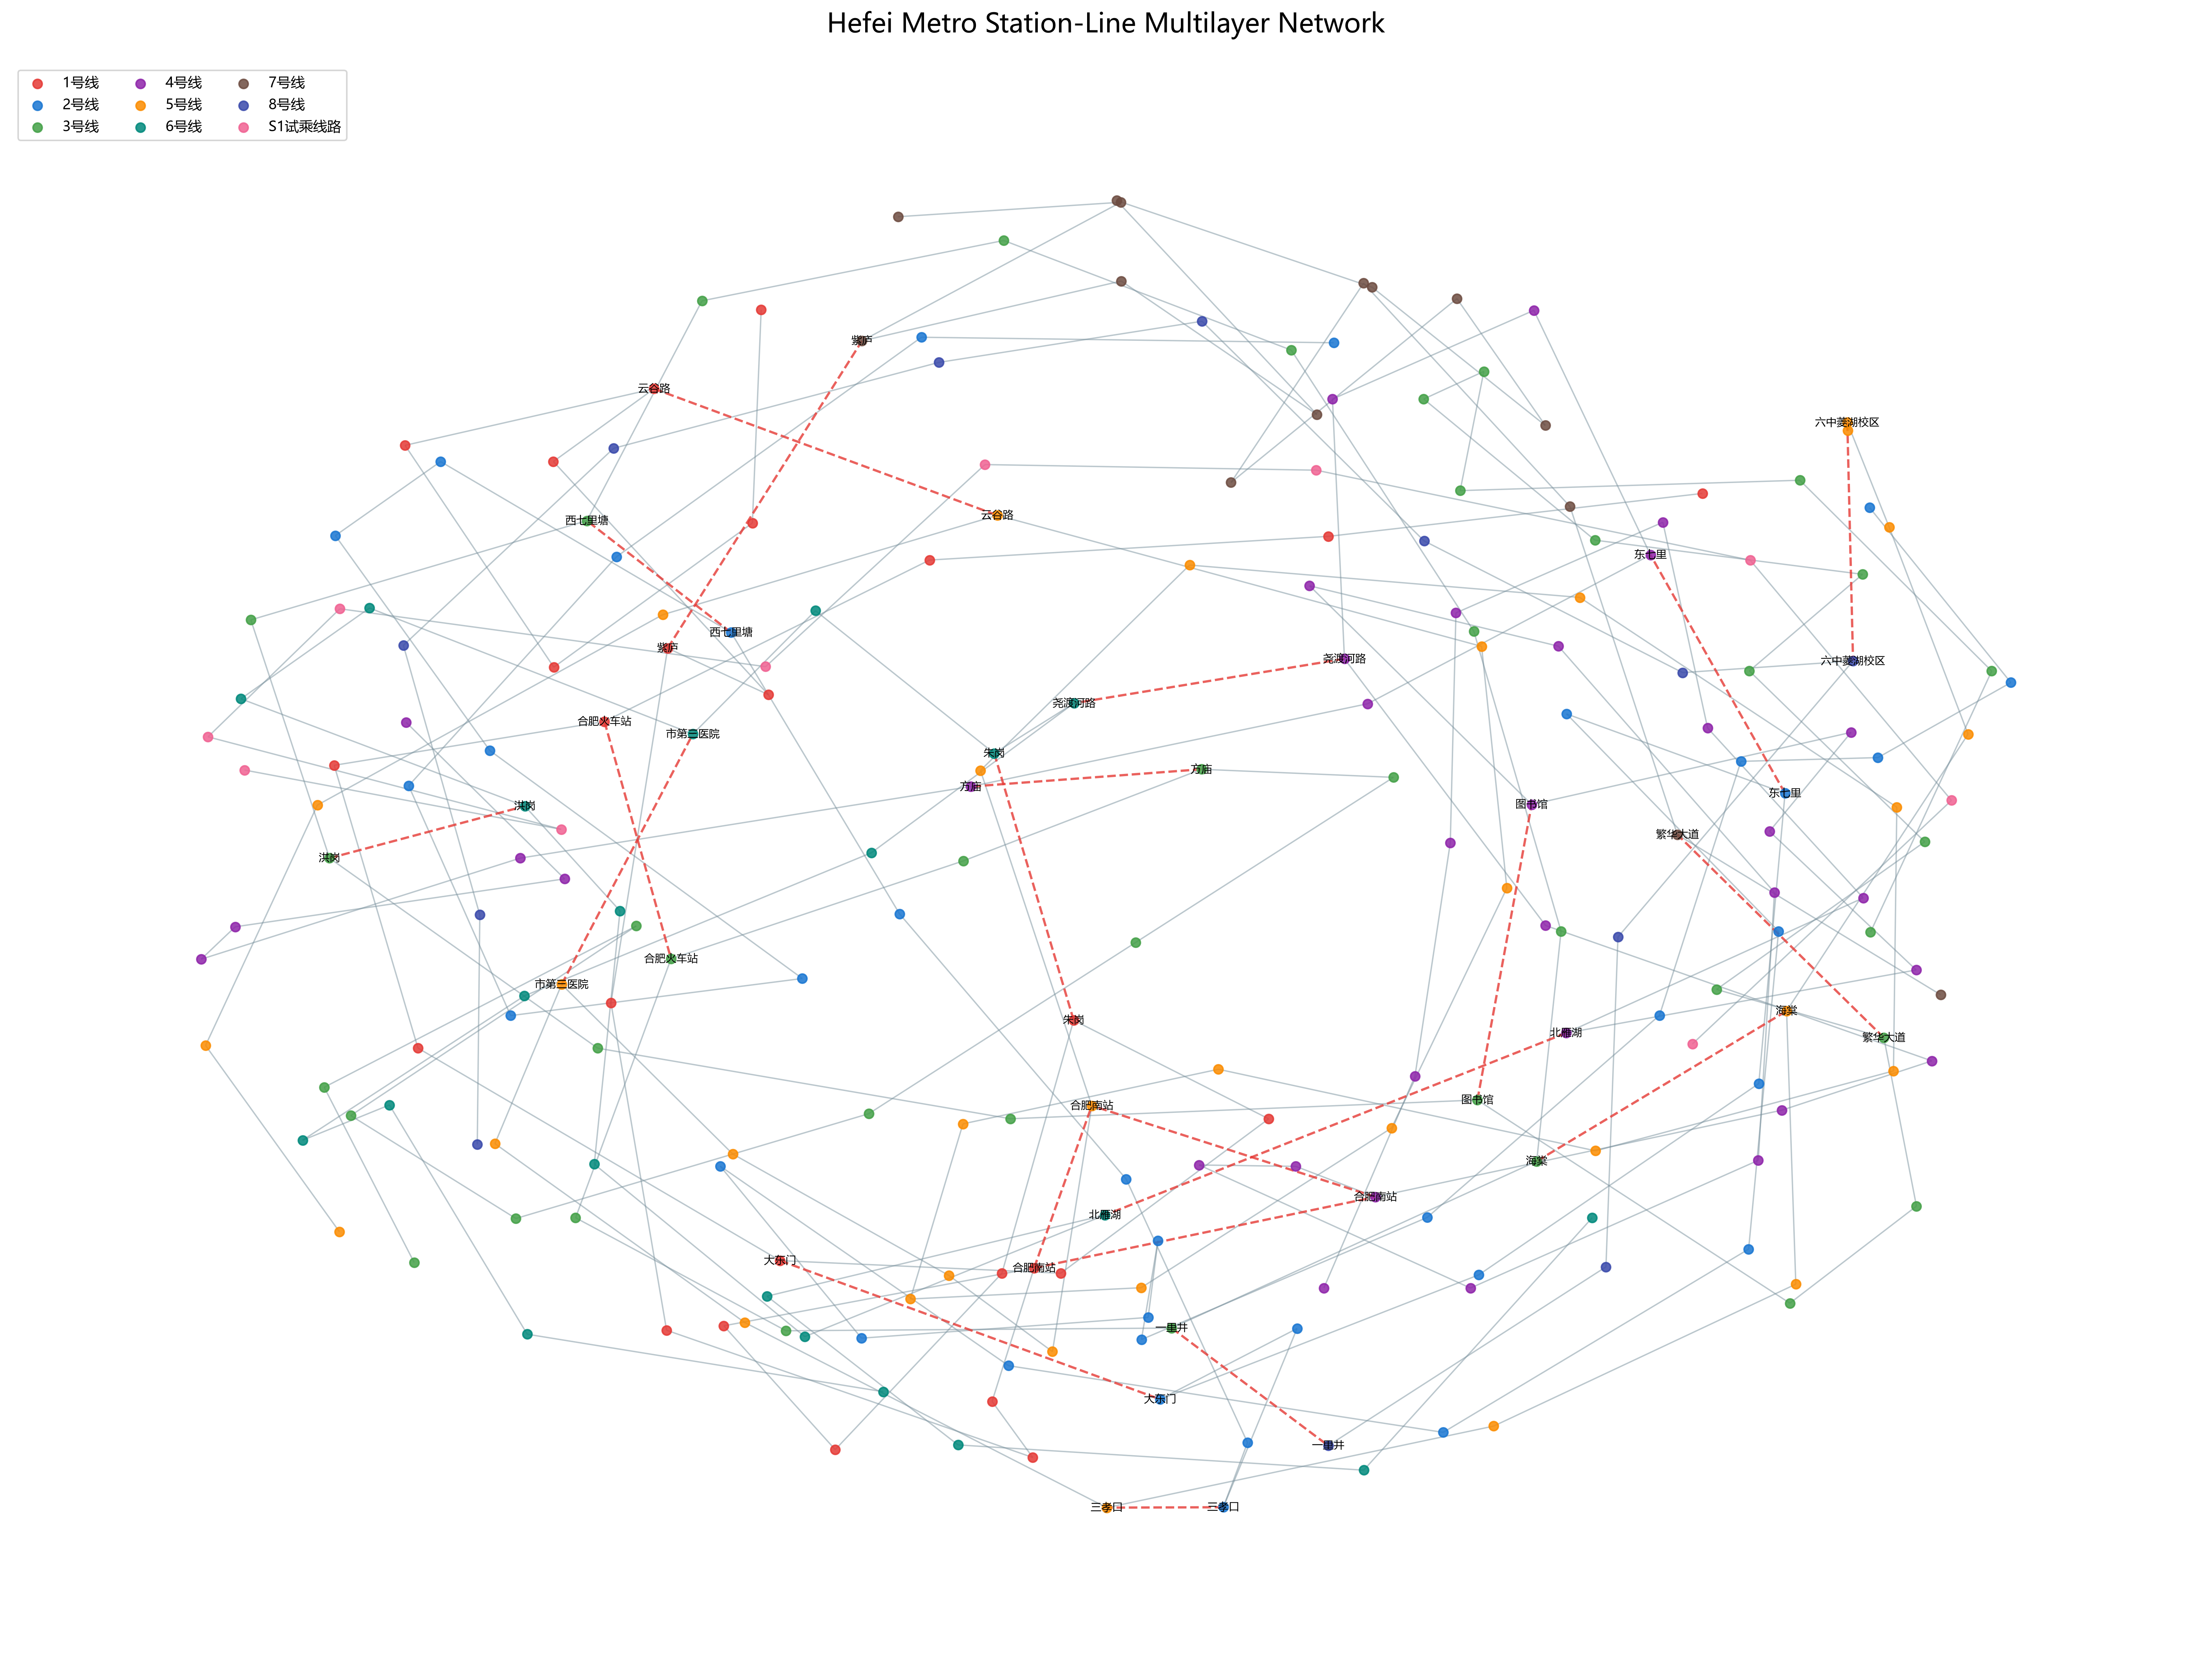 Hefei Metro Station-Line Multilayer Network
1号线
2号线
3号线
4号线
5号线
6号线
7号线
8号线
S1试乘线路
紫庐
云谷路
六中菱湖校区
云谷路
西七里塘
东七里
西七里塘
紫庐
尧渡河路
六中菱湖校区
尧渡河路
合肥火车站
市第三医院
朱岗
方庙
方庙
东七里
洪岗
图书馆
繁华大道
洪岗
合肥火车站
市第三医院
海棠
朱岗
北雁湖
繁华大道
图书馆
合肥南站
海棠
合肥南站
北雁湖
大东门
合肥南站
一里井
大东门
一里井
三孝口
三孝口